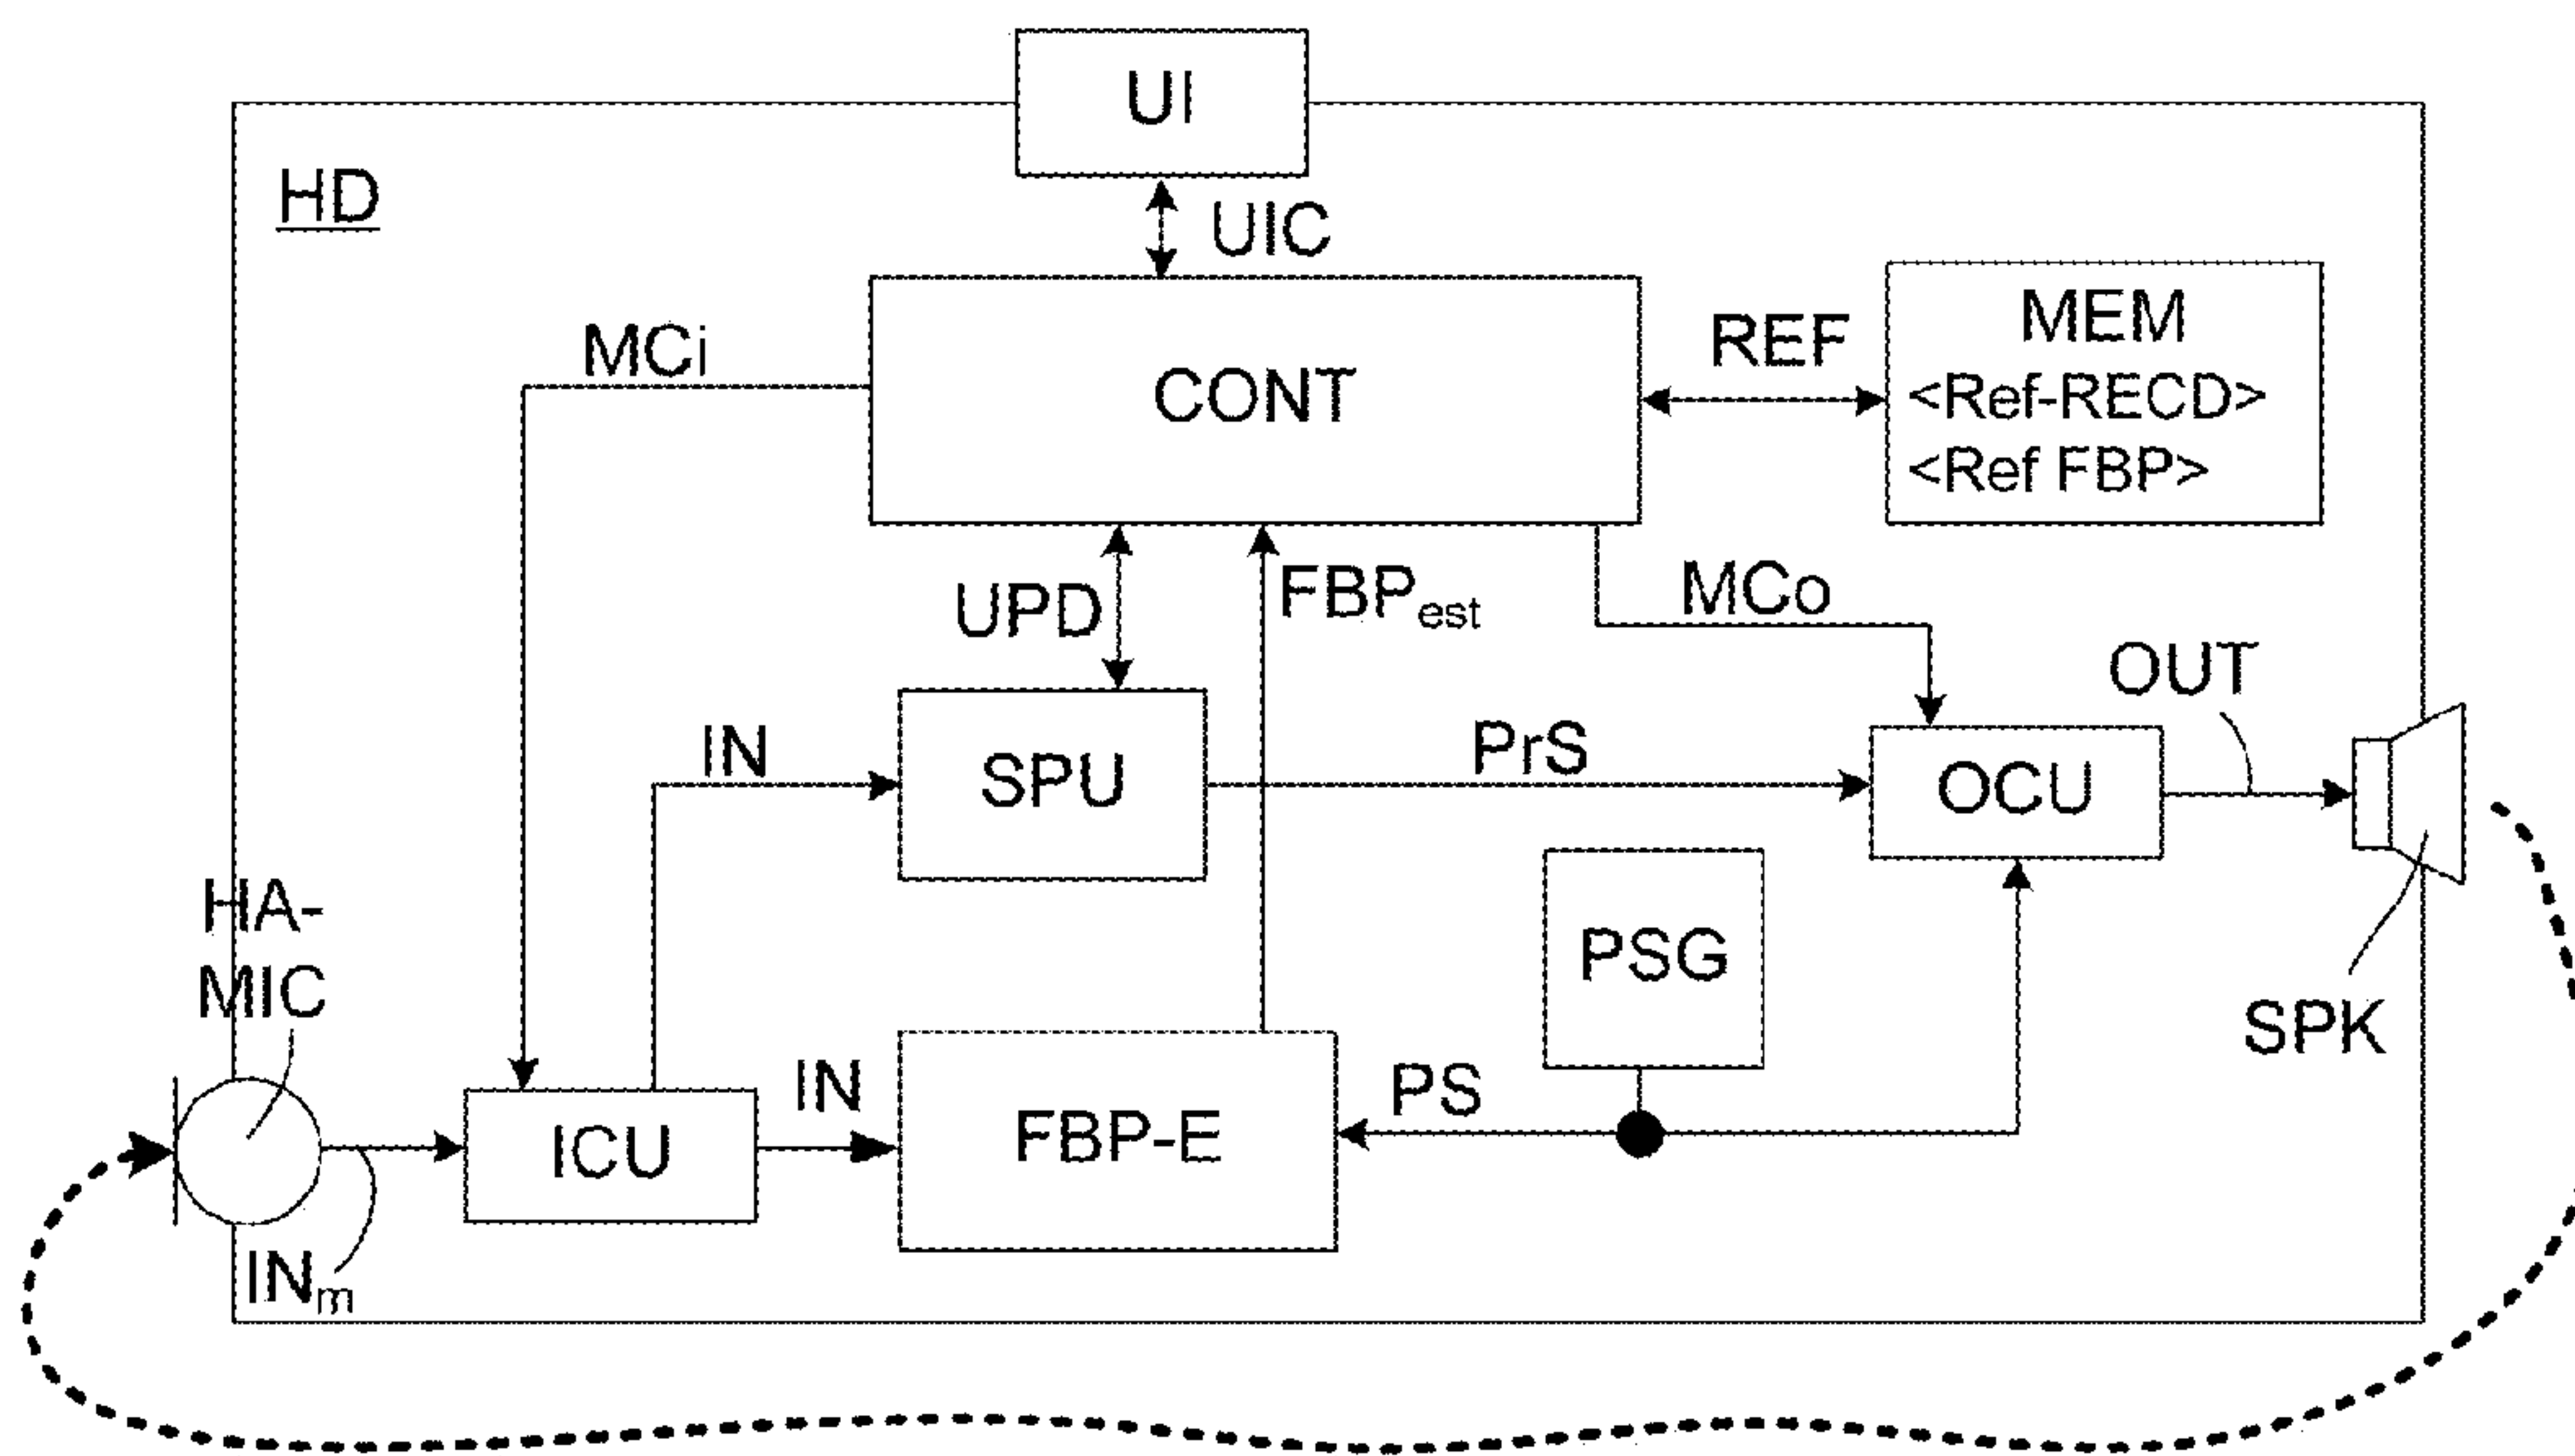 UI
HD
UIC
MCi
CONT
REF
MEM
<Ref-RECD>
<Ref FBP>
UPD
FBPest
MCo
OUT
IN
SPU
PrS
OCU
HA-
MIC
PSG
SPK
IN
PS
ICU
FBP-E
INm